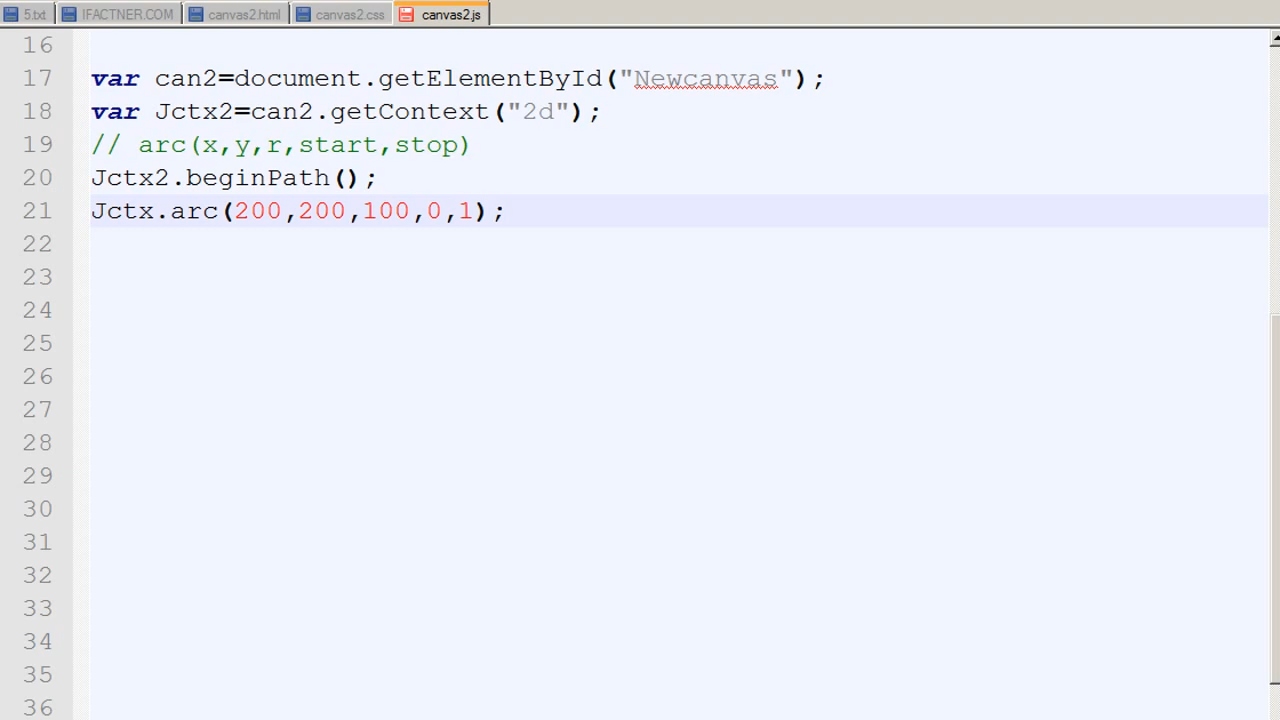 5.txt IFACTNER.COM canvas2.html canvas2.css canvas2.js
16
17 var can2=document.getElementById("Newcanvas");
18 var Jctx2=can2.getContext("2d");
19 // arc(x,y,r,start,stop)
20 Jctx2.beginPath();
21 Jctx.arc(200,200,100,0,1);
22
23
24
25
26
27
28
29
30
31
32
33
34
35
36